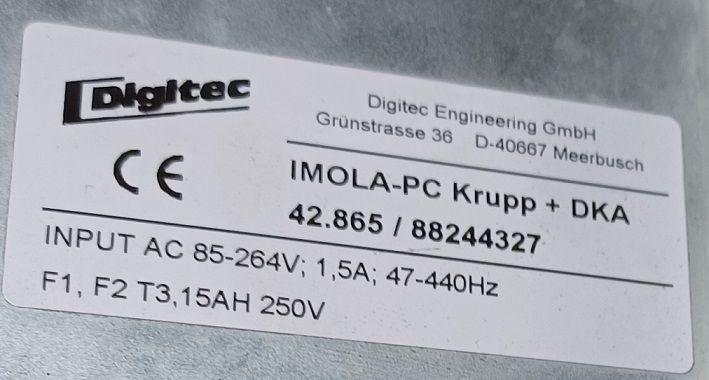 Digitec
Digitec Engineering GmbH
Grünstrasse 36 D-40667 Meerbusch
CE
IMOLA-PC Krupp + DKA
42.865 / 88244327
INPUT AC 85-264V; 1,5A; 47-440Hz
F1, F2 T3,15AH 250V